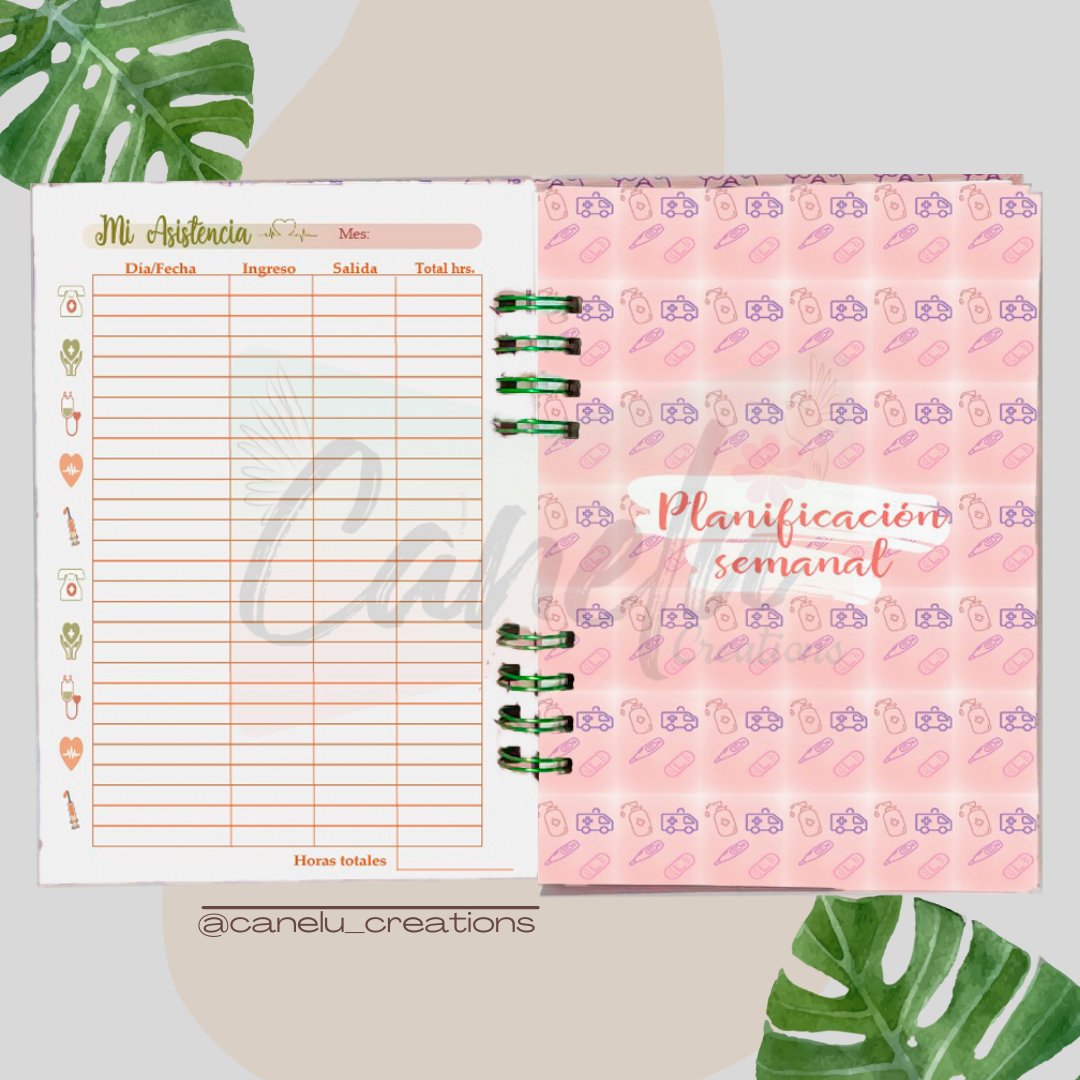 Mi Asistencia Mes:
Día/Fecha Ingreso Salida Total hrs.
Horas totales
Planificación
semanal
Canelu
Creations
@canelu_creations